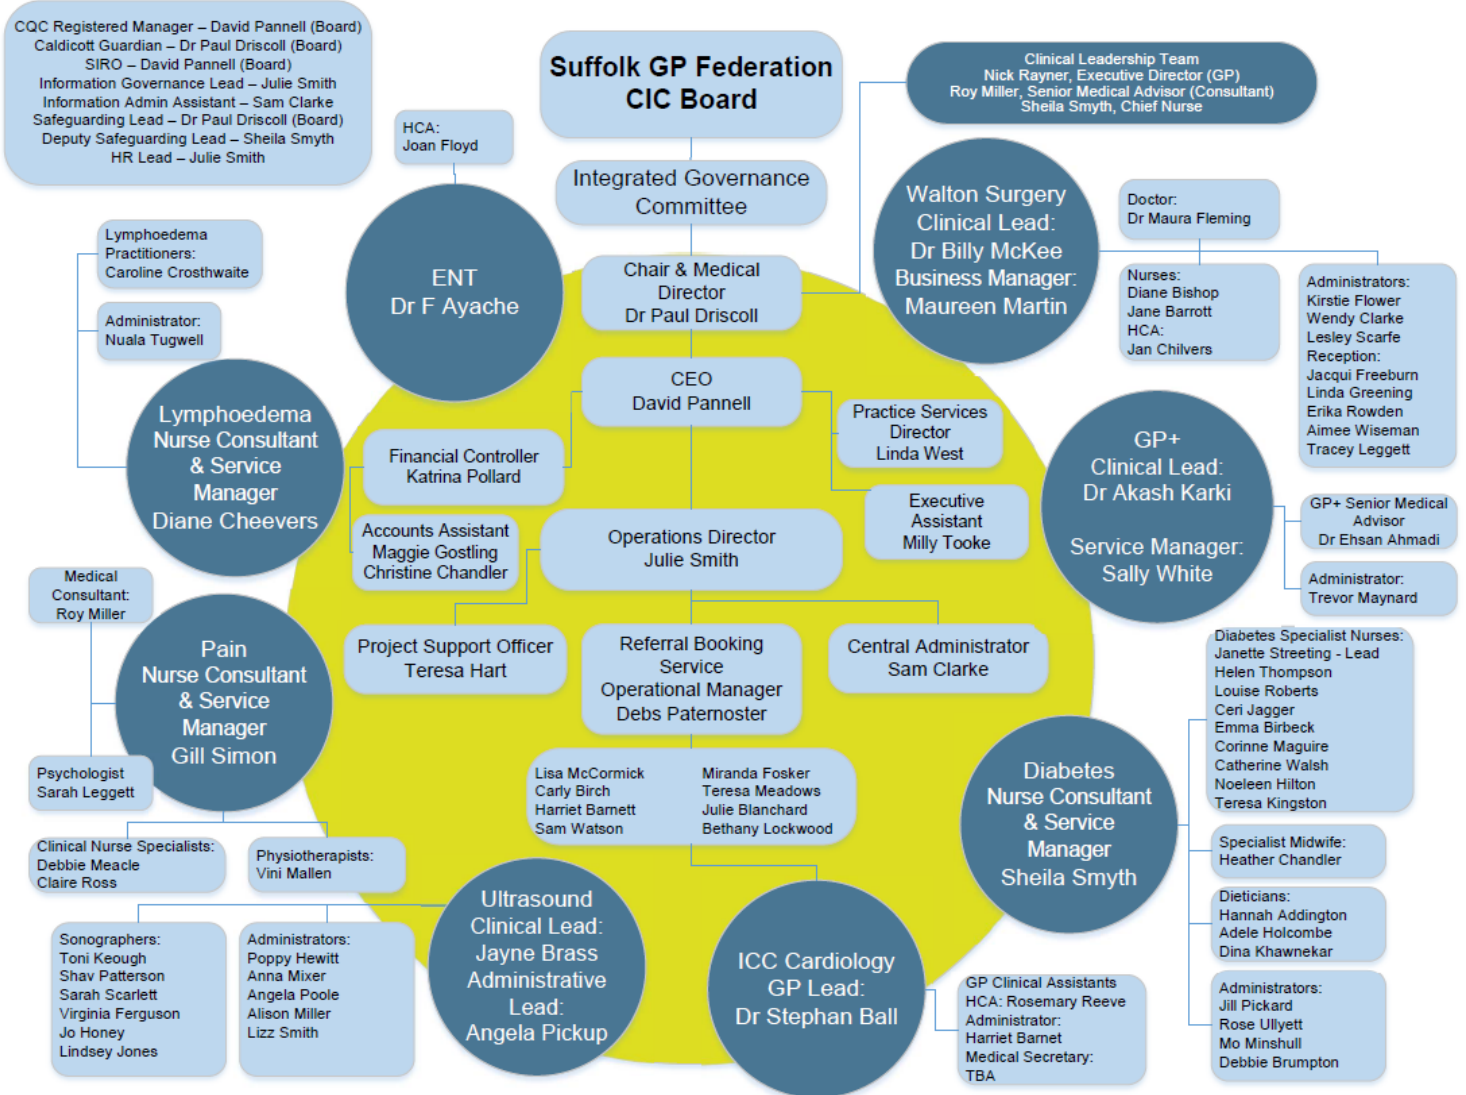 CQC Registered Manager – David Pannell (Board)
Caldicott Guardian – Dr Paul Driscoll (Board)
SIRO – David Pannell (Board)
Information Governance Lead – Julie Smith
Information Admin Assistant – Sam Clarke
Safeguarding Lead – Dr Paul Driscoll (Board)
Deputy Safeguarding Lead – Sheila Smyth
HR Lead – Julie Smith
Suffolk GP Federation
CIC Board
Clinical Leadership Team
Nick Rayner, Executive Director (GP)
Roy Miller, Senior Medical Advisor (Consultant)
Sheila Smyth, Chief Nurse
HCA:
Joan Floyd
Integrated Governance
Committee
ENT
Dr F Ayache
Chair & Medical
Director
Dr Paul Driscoll
Walton Surgery
Clinical Lead:
Dr Billy McKee
Business Manager:
Maureen Martin
Doctor:
Dr Maura Fleming
Nurses:
Diane Bishop
Jane Barrott
HCA:
Jan Chilvers
Administrators:
Kirstie Flower
Wendy Clarke
Lesley Scarfe
Reception:
Jacqui Freeburn
Linda Greening
Erika Rowden
Aimee Wiseman
Tracey Leggett
Lymphoedema
Practitioners:
Caroline Crosthwaite
Administrator:
Nuala Tugwell
Lymphoedema
Nurse Consultant
& Service
Manager
Diane Cheevers
CEO
David Pannell
Financial Controller
Katrina Pollard
Accounts Assistant
Maggie Gostling
Christine Chandler
Practice Services
Director
Linda West
Executive
Assistant
Milly Tooke
Operations Director
Julie Smith
GP+
Clinical Lead:
Dr Akash Karki
Service Manager:
Sally White
GP+ Senior Medical
Advisor
Dr Ehsan Ahmadi
Administrator:
Trevor Maynard
Medical
Consultant:
Roy Miller
Pain
Nurse Consultant
& Service
Manager
Gill Simon
Psychologist
Sarah Leggett
Clinical Nurse Specialists:
Debbie Meacle
Claire Ross
Physiotherapists:
Vini Mallen
Project Support Officer
Teresa Hart
Referral Booking
Service
Operational Manager
Debs Paternoster
Central Administrator
Sam Clarke
Lisa McCormick
Carly Birch
Harriet Barnett
Sam Watson
Miranda Fosker
Teresa Meadows
Julie Blanchard
Bethany Lockwood
Diabetes
Nurse Consultant
& Service
Manager
Sheila Smyth
Diabetes Specialist Nurses:
Janette Streeting - Lead
Helen Thompson
Louise Roberts
Ceri Jagger
Emma Birbeck
Corinne Maguire
Catherine Walsh
Noeleen Hilton
Teresa Kingston
Specialist Midwife:
Heather Chandler
Dieticians:
Hannah Addington
Adele Holcombe
Dina Khawnekar
Administrators:
Jill Pickard
Rose Ullyett
Mo Minshull
Debbie Brumpton
Ultrasound
Clinical Lead:
Jayne Brass
Administrative
Lead:
Angela Pickup
Sonographers:
Toni Keough
Shav Patterson
Sarah Scarlett
Virginia Ferguson
Jo Honey
Lindsey Jones
Administrators:
Poppy Hewitt
Anna Mixer
Angela Poole
Alison Miller
Lizz Smith
ICC Cardiology
GP Lead:
Dr Stephan Ball
GP Clinical Assistants
HCA: Rosemary Reeve
Administrator:
Harriet Barnet
Medical Secretary:
TBA